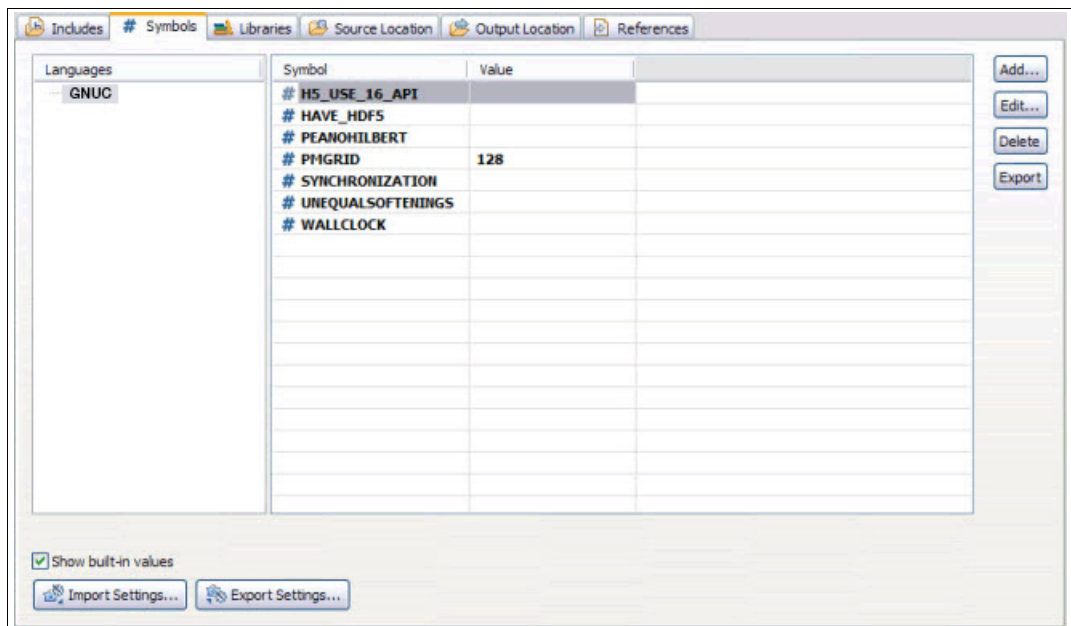 Includes # Symbols Libraries Source Location Output Location References
Languages Symbol Value Add...
GNUC # H5_USE_16_API Edit...
# HAVE_HDF5
# PEANOHILBERT Delete
# PMGRID 128
# SYNCHRONIZATION Export
# UNEQUALSOFTENINGS
# WALLCLOCK
Show built-in values
Import Settings... Export Settings...